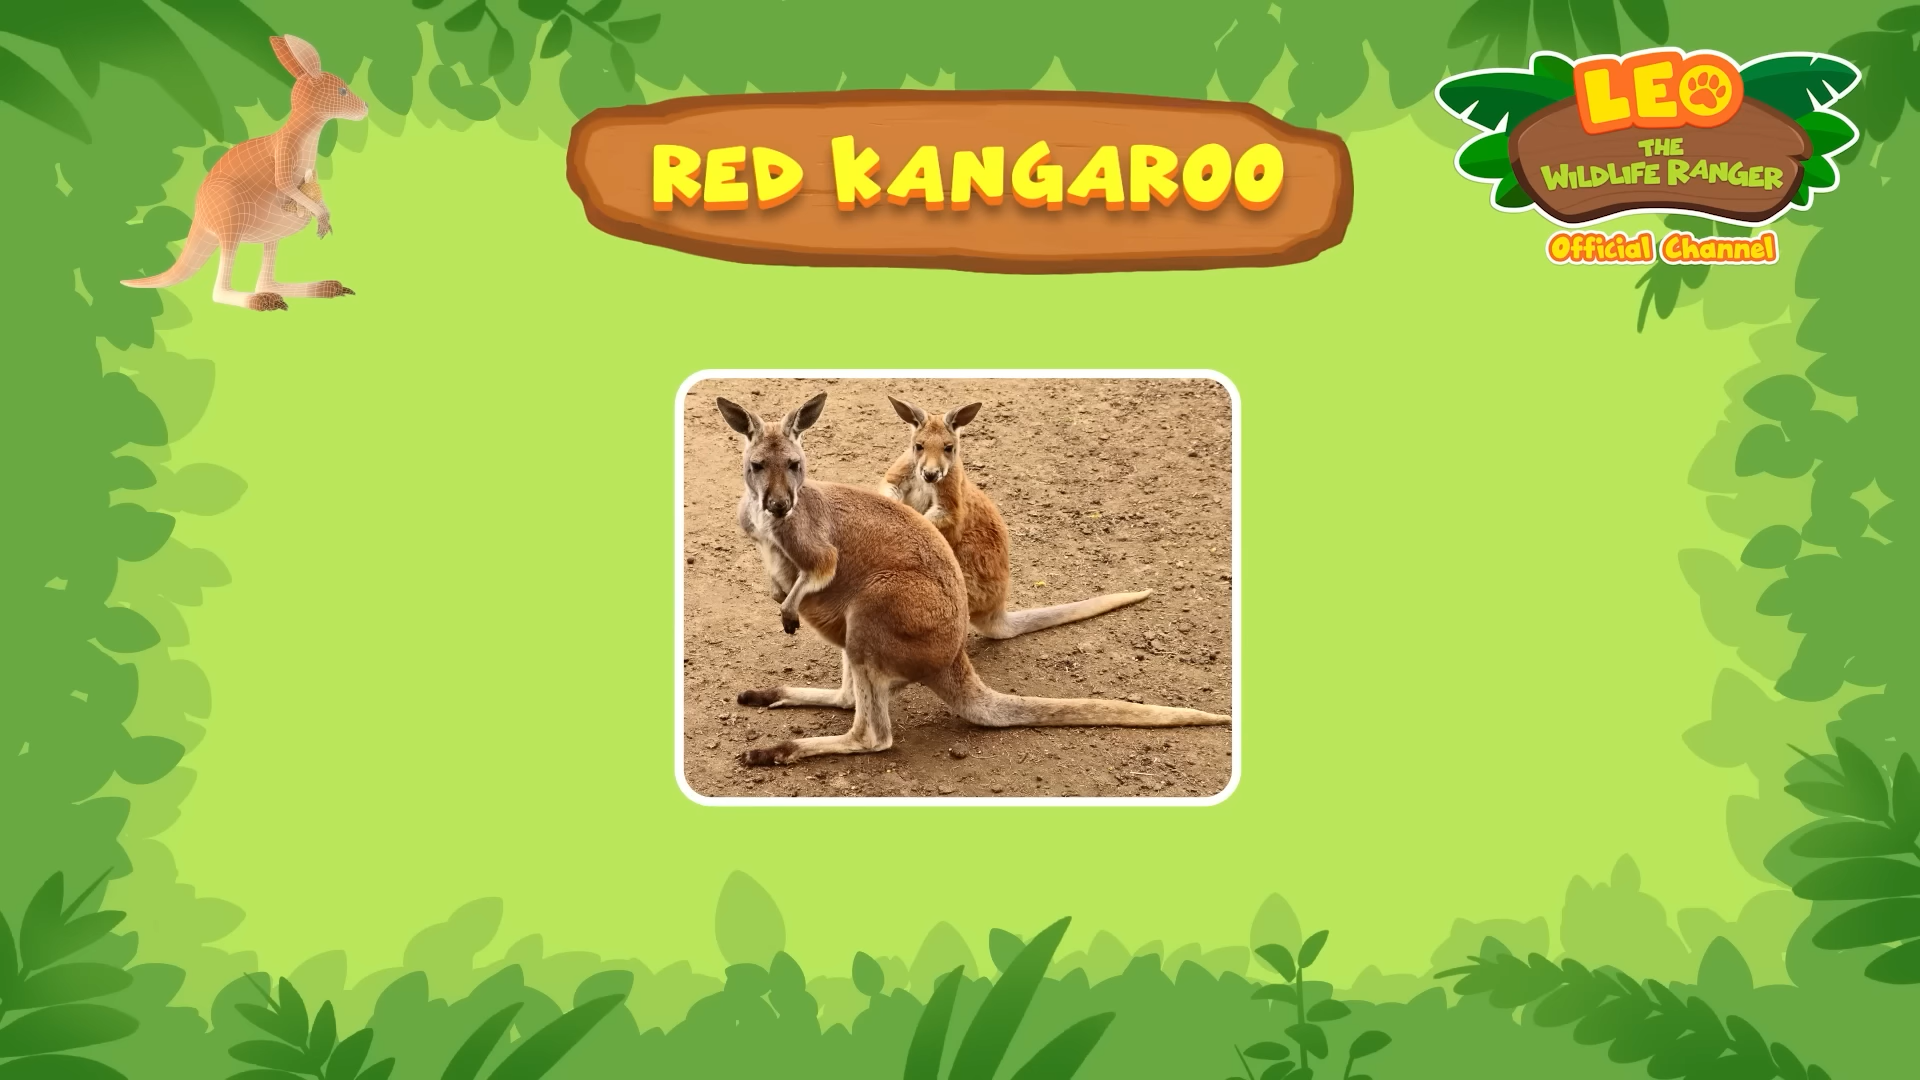 RED KANGAROO
LEO
THE
WILDLIFE RANGER
Official Channel